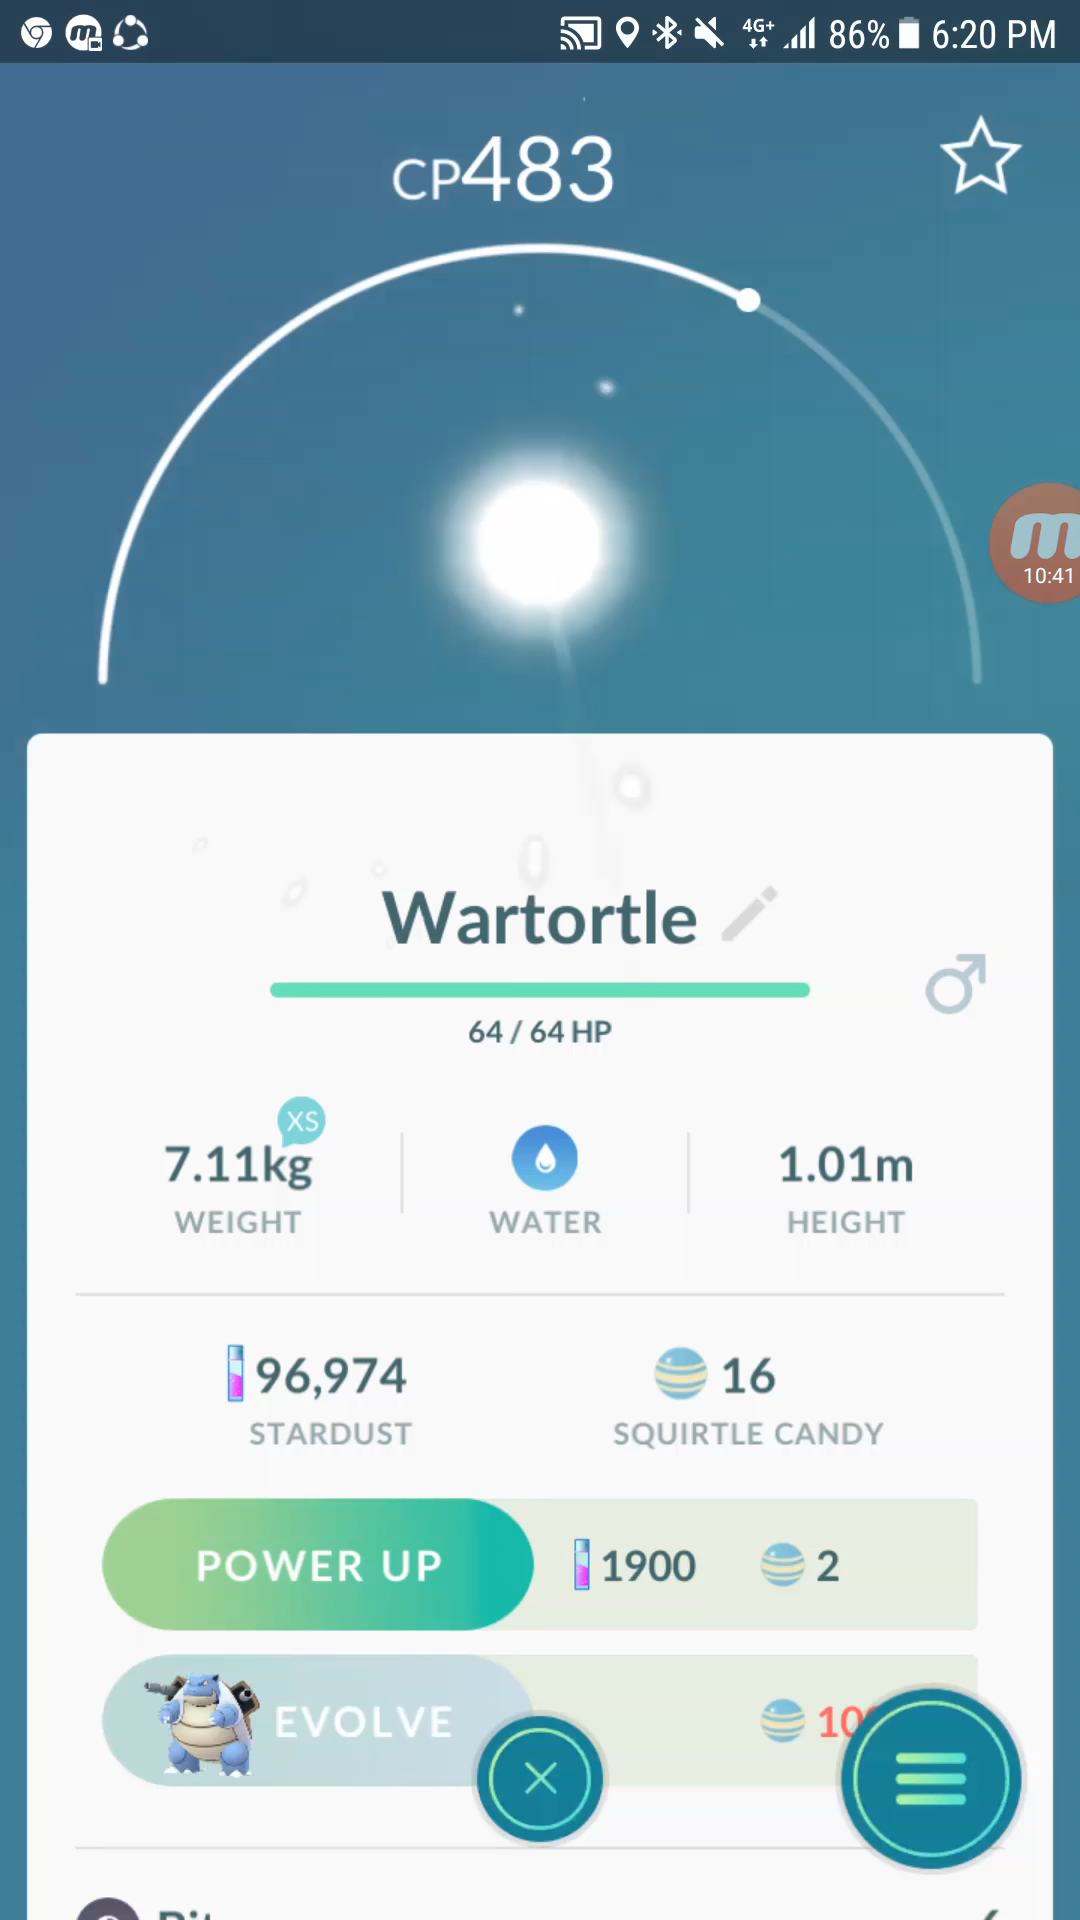 4G+ 86% 6:20 PM
CP483
10:41
Wartortle
64 / 64 HP
XS
7.11kg
1.01m
WEIGHT
WATER
HEIGHT
96,974
16
STARDUST
SQUIRTLE CANDY
POWER UP 1900 2
EVOLVE